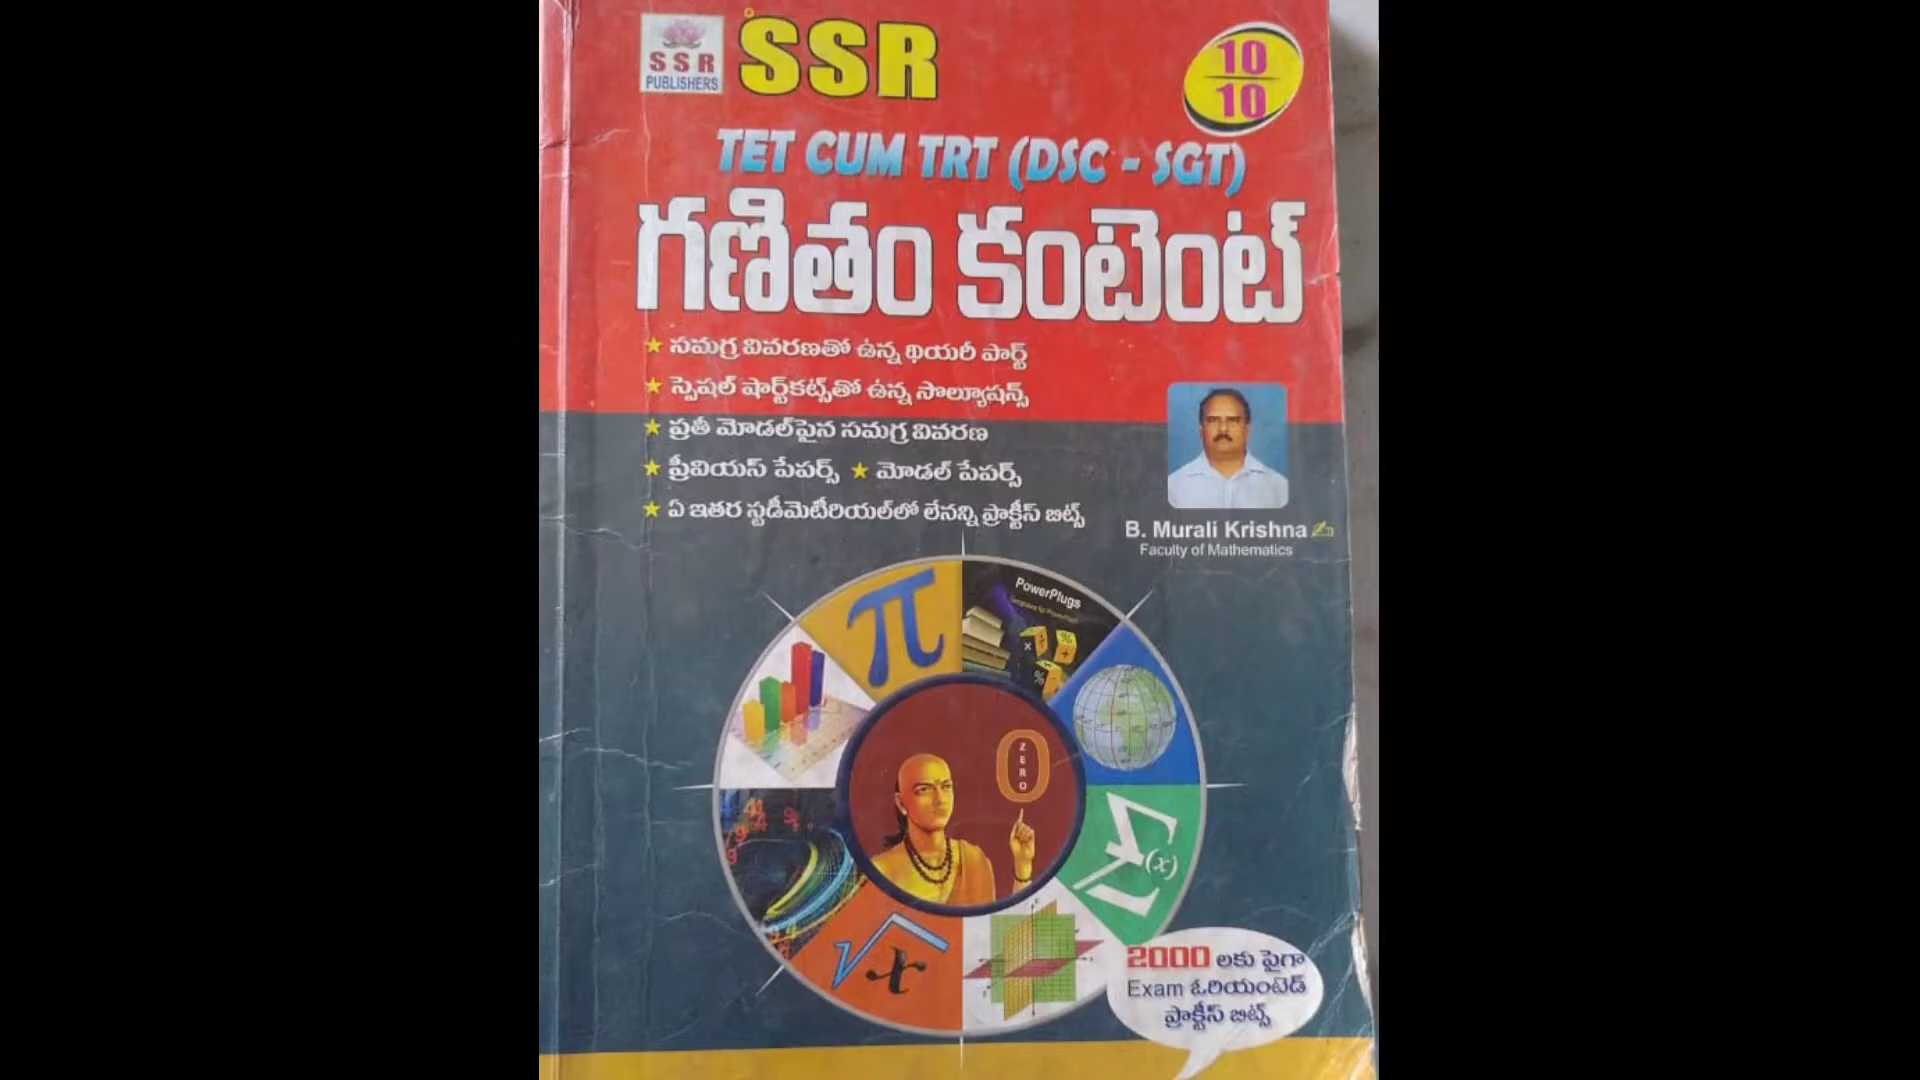 SSR
PUBLISHERS
SSR
10
10
TET CUM TRT (DSC - SGT)
గణితం కంటెంట్
★ సమగ్ర వివరణతో ఉన్న థియరీ పార్ట్
★ స్పెషల్ షార్ట్‌కట్స్‌తో ఉన్న సొల్యూషన్స్
★ ప్రతీ మోడల్‌పైన సమగ్ర వివరణ
★ ప్రీవియస్ పేపర్స్ ★ మోడల్ పేపర్స్
★ ఏ ఇతర స్టడీమెటీరియల్‌లో లేనన్ని ప్రాక్టీస్ బిట్స్
B. Murali Krishna
Faculty of Mathematics
PowerPlugs
π
ZERO
(x)
√x
2000 లకు పైగా
Exam ఓరియంటెడ్
ప్రాక్టీస్ బిట్స్